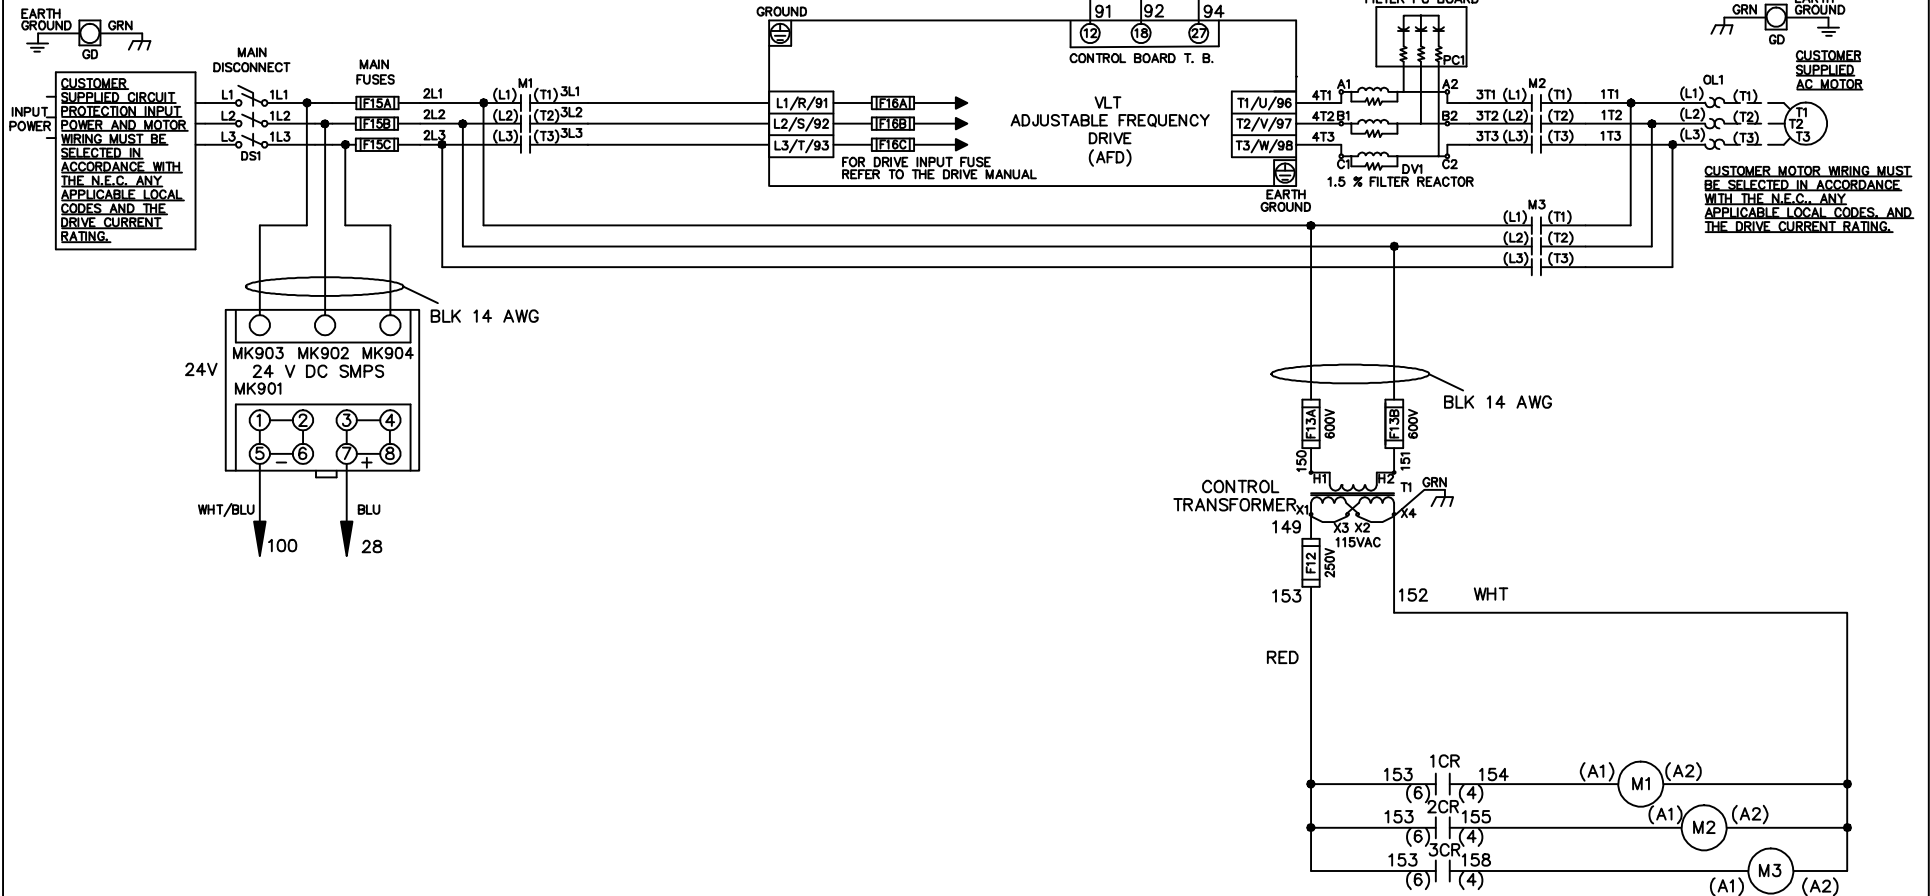 EARTH
GROUND
GRN
GD
GROUND
91
92
94
12
18
27
CONTROL BOARD T. B.
PC1
GRN
GROUND
GD
CUSTOMER
SUPPLIED
AC MOTOR
INPUT
POWER
CUSTOMER
SUPPLIED CIRCUIT
PROTECTION INPUT
POWER AND MOTOR
WIRING MUST BE
SELECTED IN
ACCORDANCE WITH
THE N.E.C. ANY
APPLICABLE LOCAL
CODES AND THE
DRIVE CURRENT
RATING.
MAIN
DISCONNECT
L1
1L1
L2
1L2
L3
1L3
DS1
MAIN
FUSES
F15A
F15B
F15C
2L1
2L2
2L3
M1
(L1)
(T1)
3L1
(L2)
(T2)
3L2
(L3)
(T3)
3L3
L1/R/91
L2/S/92
L3/T/93
F16A
F16B
F16C
FOR DRIVE INPUT FUSE
REFER TO THE DRIVE MANUAL
VLT
ADJUSTABLE FREQUENCY
DRIVE
(AFD)
T1/U/96
T2/V/97
T3/W/98
EARTH
GROUND
4T1
A1
A2
4T2
B1
B2
4T3
C1
C2
DV1
1.5 % FILTER REACTOR
M2
3T1 (L1)
(T1)
1T1
3T2 (L2)
(T2)
1T2
3T3 (L3)
(T3)
1T3
OL1
(L1)
(T1)
(L2)
(T2)
(L3)
(T3)
T1
T2
T3
CUSTOMER MOTOR WIRING MUST
BE SELECTED IN ACCORDANCE
WITH THE N.E.C., ANY
APPLICABLE LOCAL CODES, AND
THE DRIVE CURRENT RATING.
M3
(L1)
(T1)
(L2)
(T2)
(L3)
(T3)
BLK 14 AWG
MK903
MK902
MK904
24V
24 V DC SMPS
MK901
1
2
3
4
5
6
7
8
-
+
WHT/BLU
100
BLU
28
BLK 14 AWG
F13A
600V
F13B
600V
150
151
H1
H2
T1
GRN
CONTROL
TRANSFORMER
X1
X3 X2
X4
115VAC
149
F12
250V
153
152
WHT
RED
1CR
153
154
(6)
(4)
(A1)
M1
(A2)
2CR
153
155
(6)
(4)
(A1)
M2
(A2)
3CR
153
158
(6)
(4)
(A1)
M3
(A2)